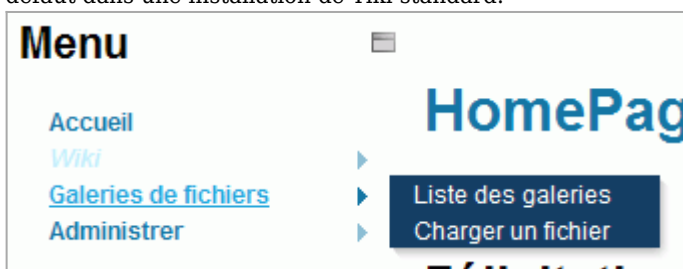 défaut dans une installation de Tiki standard.
Menu
HomePag
Accueil
Wiki
Galeries de fichiers
Liste des galeries
Administrer
Charger un fichier